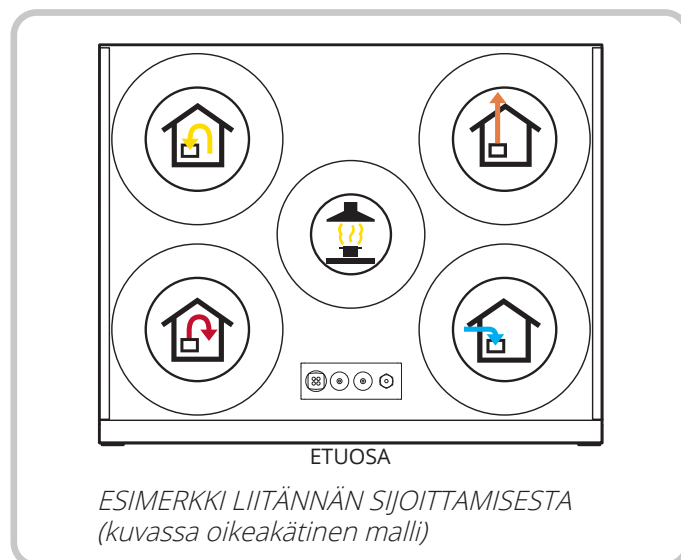 ETUOSA
ESIMERKKI LIITÄNNÄN SIJOITTAMISESTA
(kuvassa oikeakätinen malli)